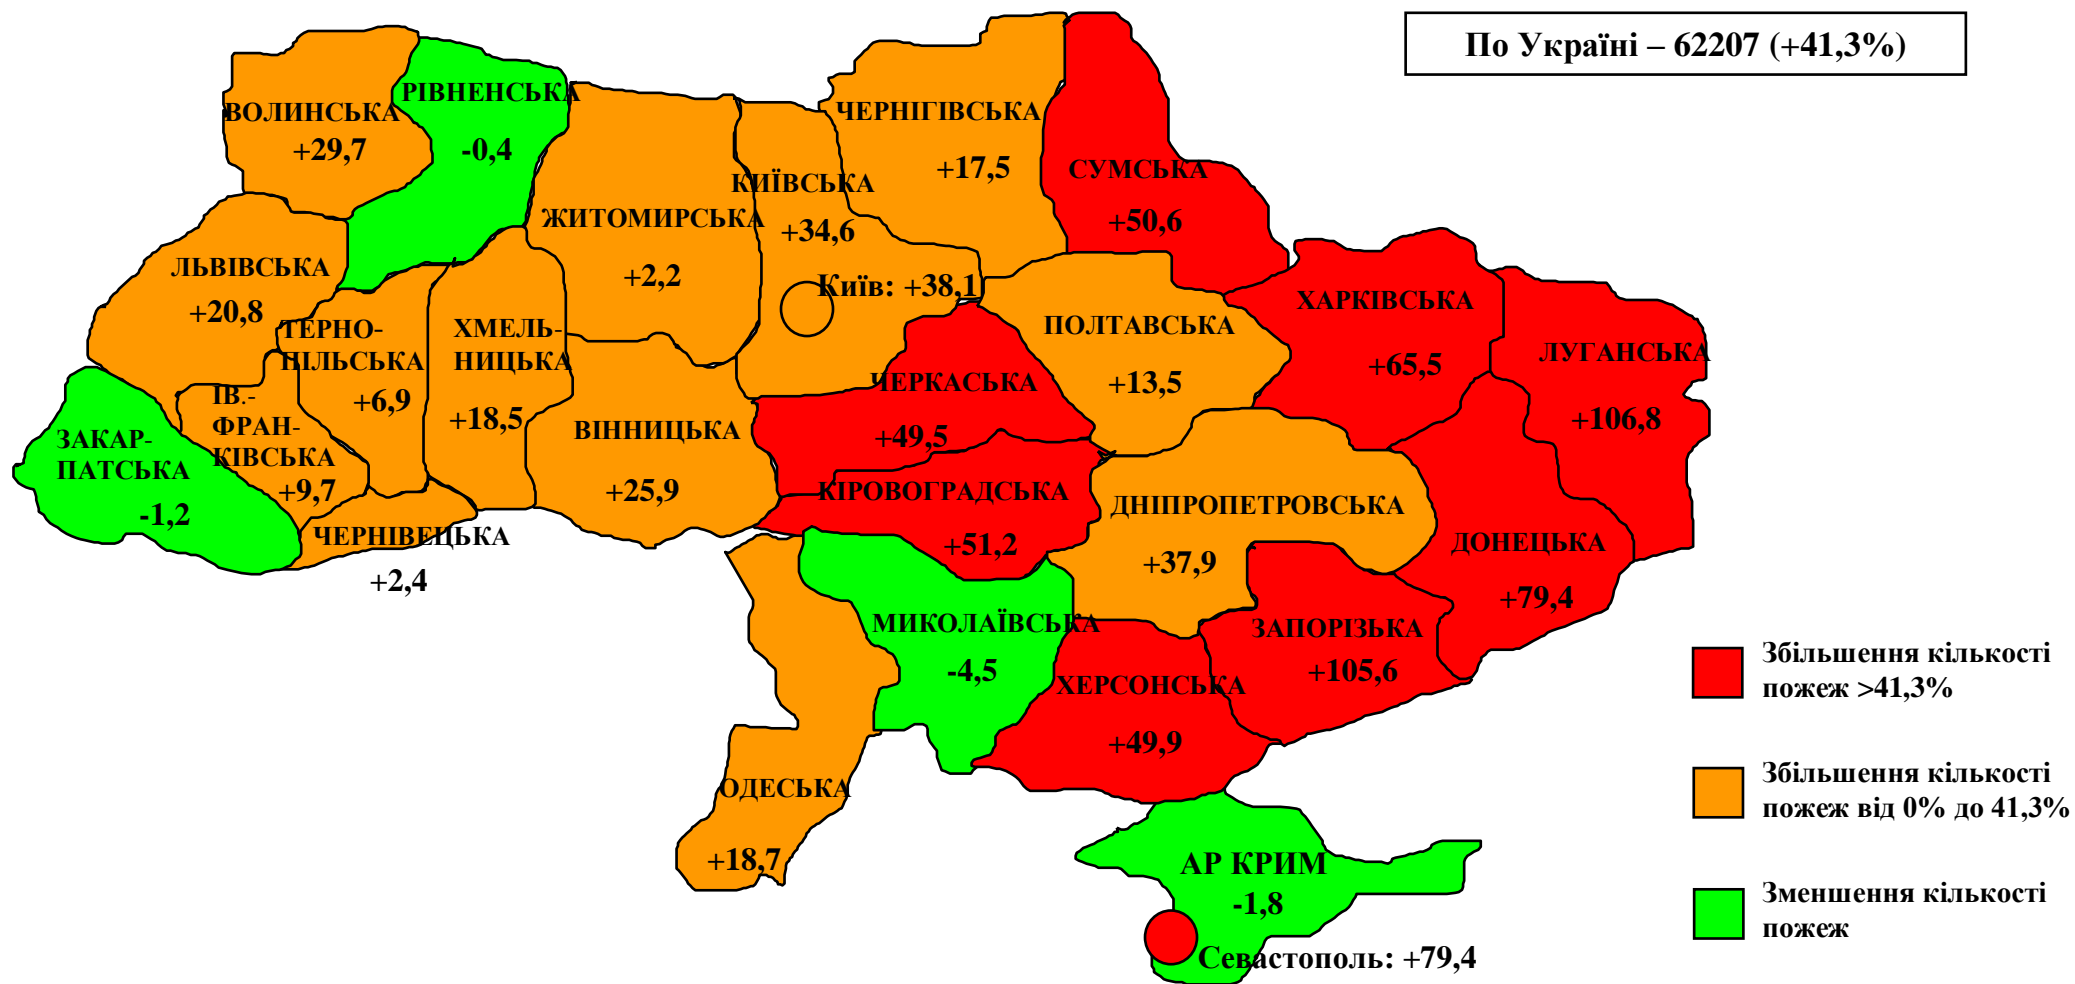 По Україні – 62207 (+41,3%)
ВОЛИНСЬКА
+29,7
РІВНЕНСЬКА
-0,4
ЖИТОМИРСЬКА
+2,2
КИЇВСЬКА
+34,6
Київ: +38,1
ЧЕРНІГІВСЬКА
+17,5
СУМСЬКА
+50,6
ЛЬВІВСЬКА
+20,8
ТЕРНО-
ПІЛЬСЬКА
+6,9
ХМЕЛЬ-
НИЦЬКА
+18,5
ВІННИЦЬКА
+25,9
ЧЕРКАСЬКА
+49,5
ПОЛТАВСЬКА
+13,5
ХАРКІВСЬКА
+65,5
ЛУГАНСЬКА
+106,8
ЗАКАР-
ПАТСЬКА
-1,2
ІВ.-
ФРАН-
КІВСЬКА
+9,7
ЧЕРНІВЕЦЬКА
+2,4
КІРОВОГРАДСЬКА
+51,2
ДНІПРОПЕТРОВСЬКА
+37,9
ДОНЕЦЬКА
+79,4
МИКОЛАЇВСЬКА
-4,5
ХЕРСОНСЬКА
+49,9
ЗАПОРІЗЬКА
+105,6
ОДЕСЬКА
+18,7
АР КРИМ
-1,8
Севастополь: +79,4
Збільшення кількості
пожеж >41,3%
Збільшення кількості
пожеж від 0% до 41,3%
Зменшення кількості
пожеж